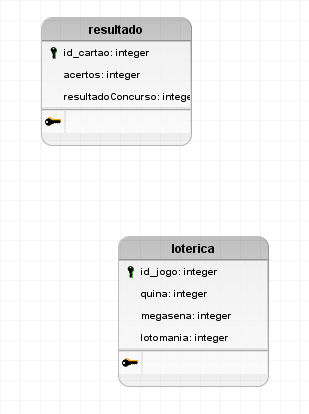 resultado
id_cartao: integer
acertos: integer
resultadoConcurso: intege
loterica
id_jogo: integer
quina: integer
megasena: integer
lotomania: integer